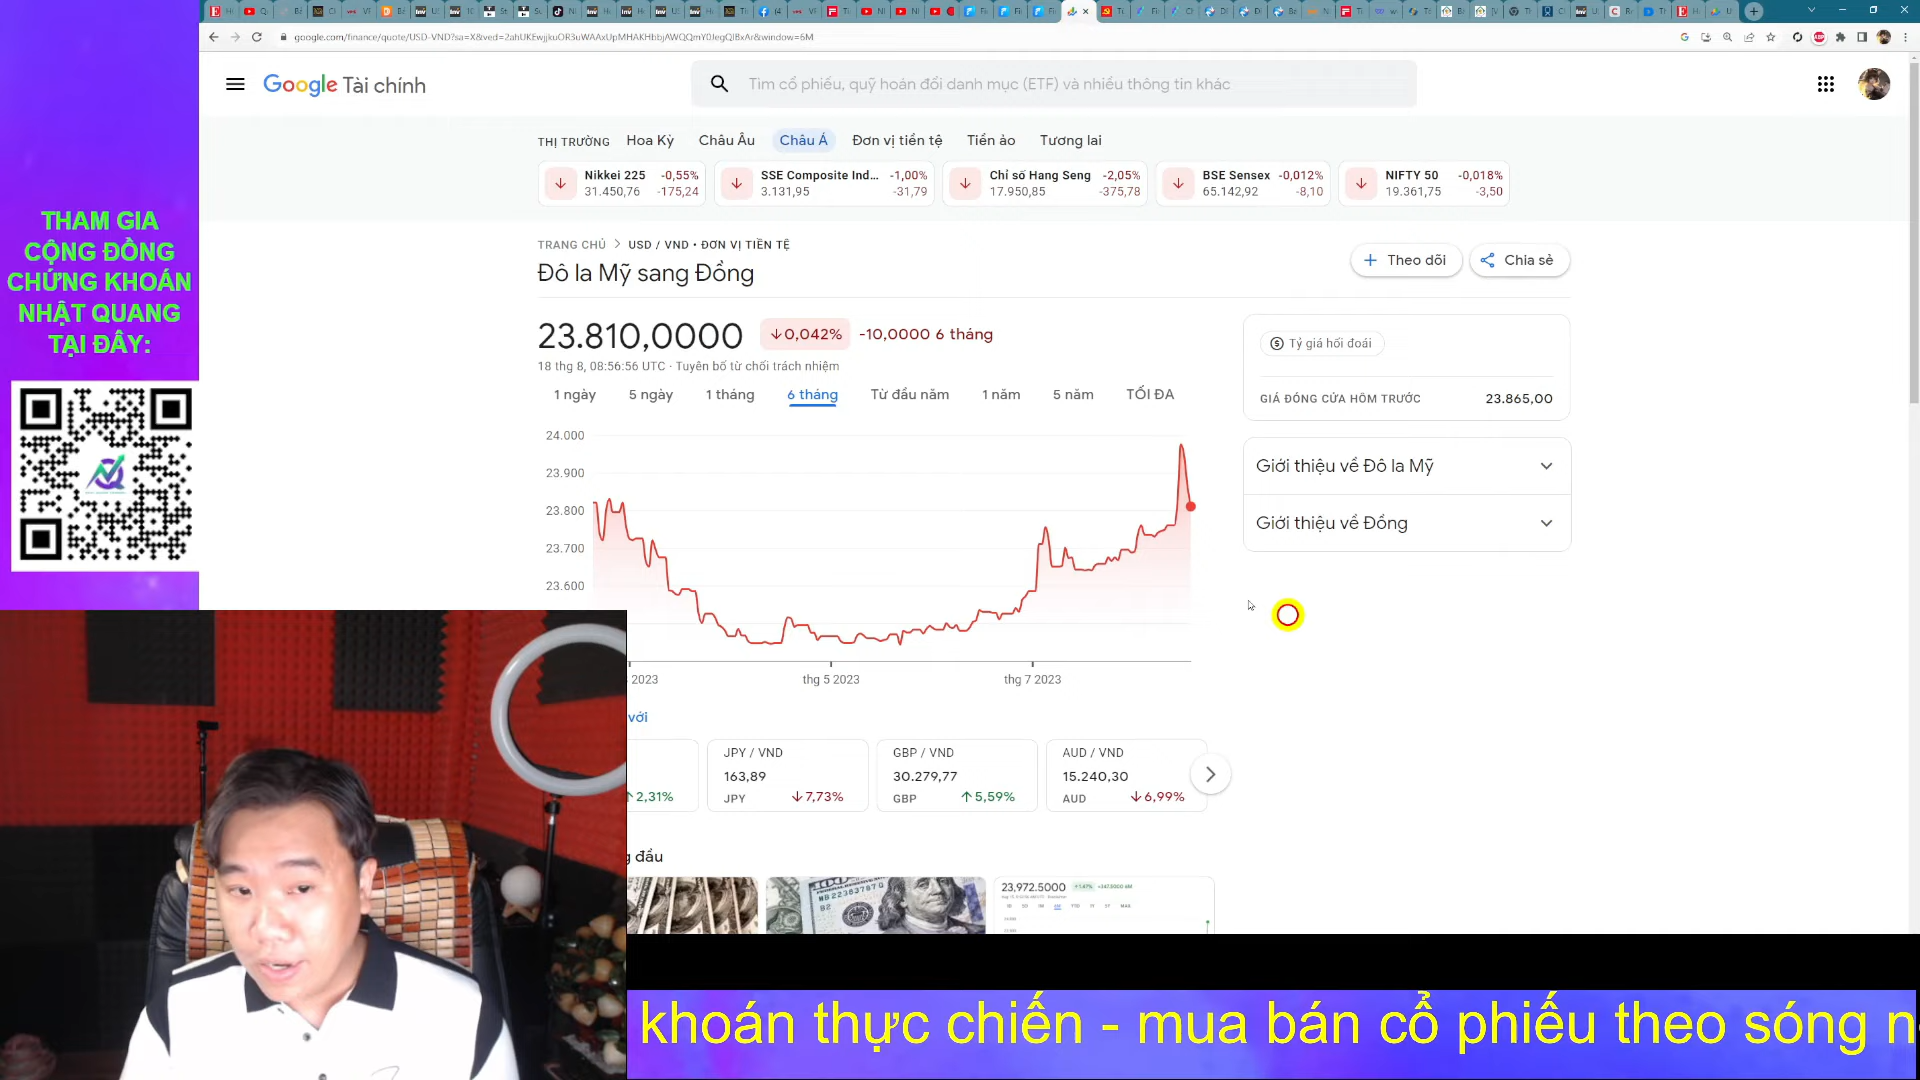 google.com/finance/quote/USD-VND?sa=X&ved=2ahUKEwjjkuOR3uWAAxUpMHAKHbbjAWQQmY0JegQIBxAr&window=6M
Google Tài chính
Tìm cổ phiếu, quỹ hoán đổi danh mục (ETF) và nhiều thông tin khác
THỊ TRƯỜNG Hoa Kỳ Châu Âu Châu Á Đơn vị tiền tệ Tiền ảo Tương lai
Nikkei 225 -0,55%
31.450,76 -175,24
SSE Composite Ind... -1,00%
3.131,95 -31,79
Chỉ số Hang Seng -2,05%
17.950,85 -375,78
BSE Sensex -0,012%
65.142,92 -8,10
NIFTY 50 -0,018%
19.361,75 -3,50
THAM GIA
CỘNG ĐỒNG
CHỨNG KHOÁN
NHẬT QUANG
TẠI ĐÂY:
TRANG CHỦ > USD / VND • ĐƠN VỊ TIỀN TỆ
Đô la Mỹ sang Đồng
+ Theo dõi
Chia sẻ
23.810,0000 ↓0,042% -10,0000 6 tháng
18 thg 8, 08:56:56 UTC · Tuyên bố từ chối trách nhiệm
1 ngày 5 ngày 1 tháng 6 tháng Từ đầu năm 1 năm 5 năm TỐI ĐA
24.000
23.900
23.800
23.700
23.600
2023 thg 5 2023 thg 7 2023
Tỷ giá hối đoái
GIÁ ĐÓNG CỬA HÔM TRƯỚC 23.865,00
Giới thiệu về Đô la Mỹ
Giới thiệu về Đồng
với
↑2,31%
JPY / VND
163,89
JPY ↓7,73%
GBP / VND
30.279,77
GBP ↑5,59%
AUD / VND
15.240,30
AUD ↓6,99%
g đầu
23,972.5000
khoán thực chiến - mua bán cổ phiếu theo sóng n